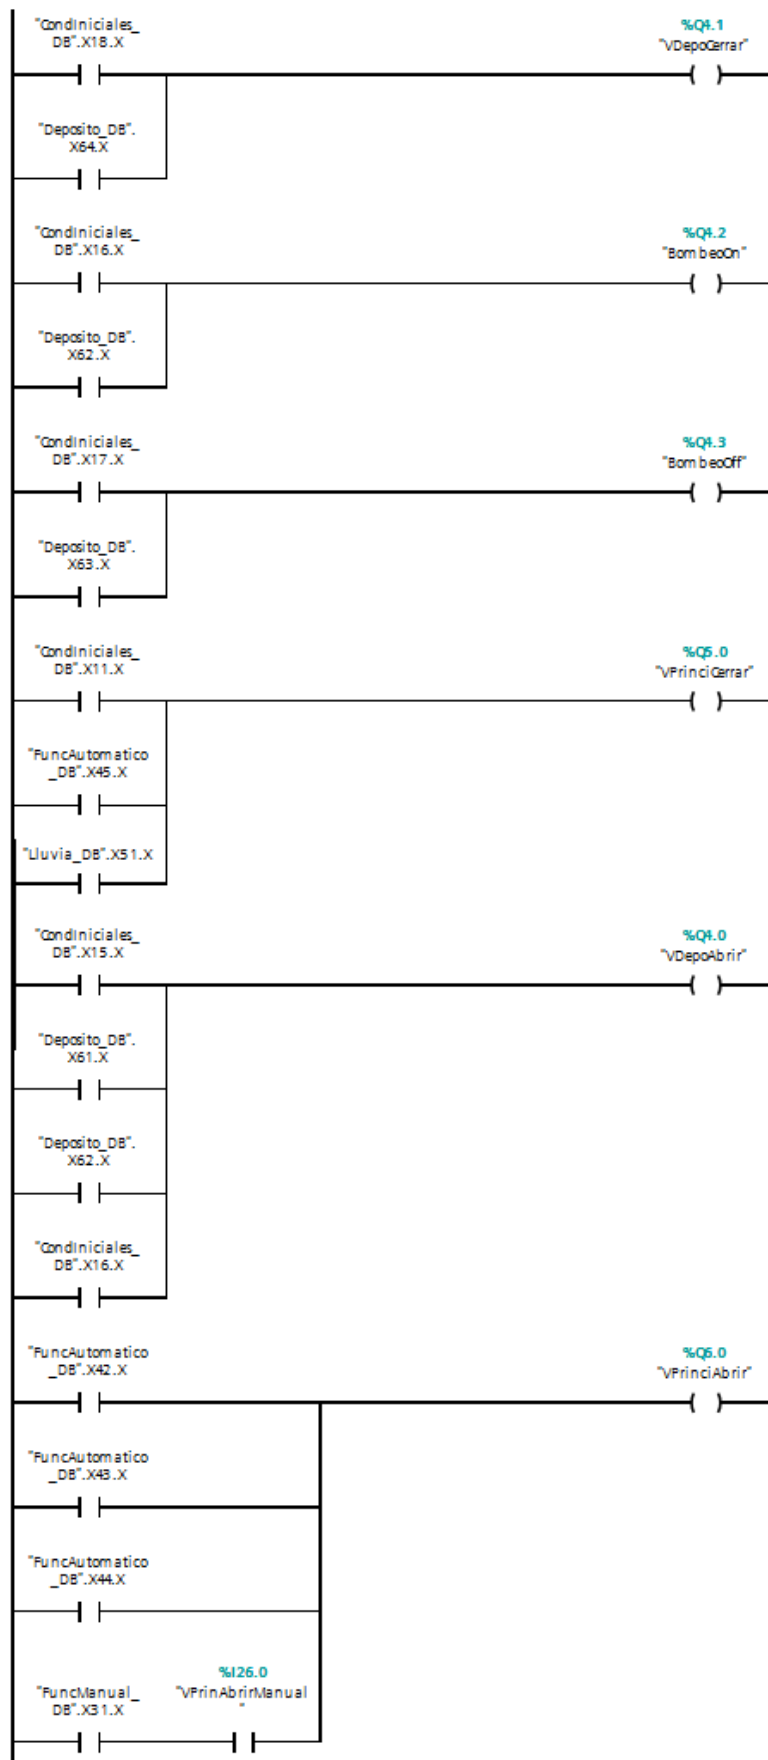 "CondIniciales_
DB".X18.X
%Q4.1
"VDepoCerrar"
"Deposito_DB".
X64.X
"CondIniciales_
DB".X16.X
%Q4.2
"BombeoOn"
"Deposito_DB".
X62.X
"CondIniciales_
DB".X17.X
%Q4.3
"BombeoOff"
"Deposito_DB".
X63.X
"CondIniciales_
DB".X11.X
%Q5.0
"VPrinciCerrar"
"FuncAutomatico
_DB".X45.X
"Lluvia_DB".X51.X
"CondIniciales_
DB".X15.X
%Q4.0
"VDepoAbrir"
"Deposito_DB".
X61.X
"Deposito_DB".
X62.X
"CondIniciales_
DB".X16.X
"FuncAutomatico
_DB".X42.X
%Q6.0
"VPrinciAbrir"
"FuncAutomatico
_DB".X43.X
"FuncAutomatico
_DB".X44.X
"FuncManual_
DB".X31.X
%I26.0
"VPrinAbrirManual
"